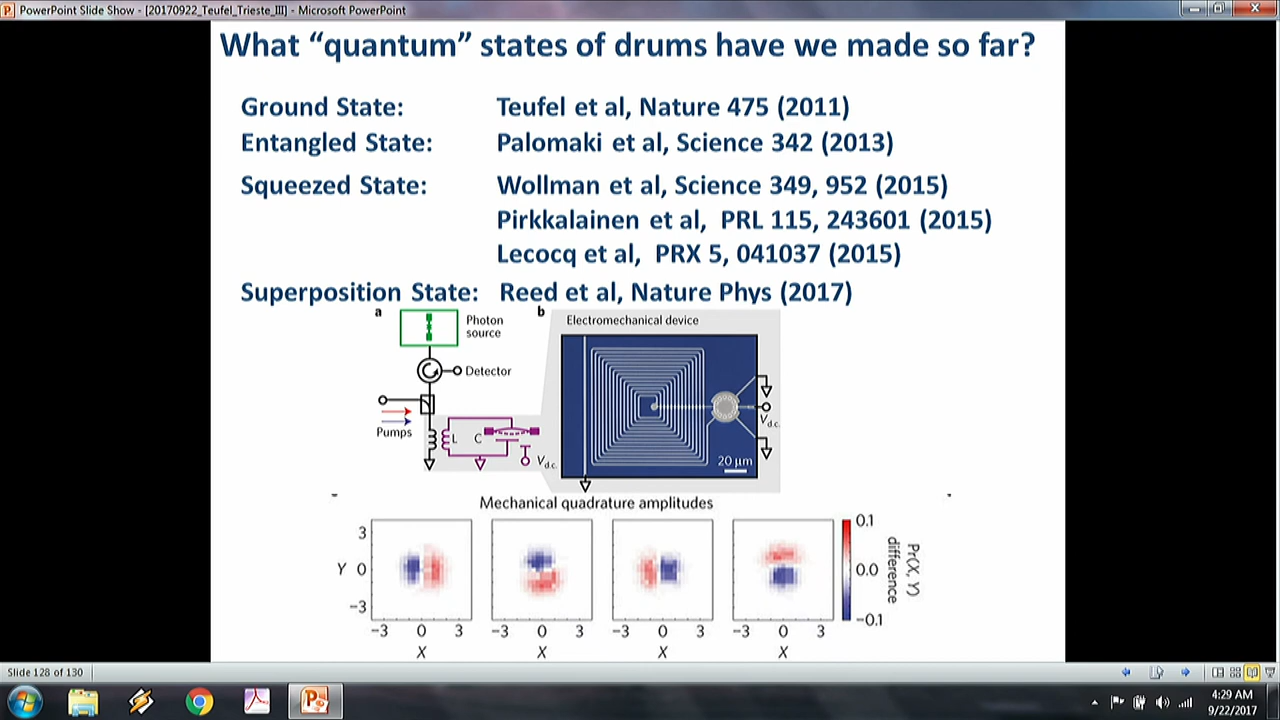 PowerPoint Slide Show - [20170922_Teufel_Trieste_III] - Microsoft PowerPoint
What “quantum” states of drums have we made so far?
Ground State: Teufel et al, Nature 475 (2011)
Entangled State: Palomaki et al, Science 342 (2013)
Squeezed State: Wollman et al, Science 349, 952 (2015)
Pirkkalainen et al, PRL 115, 243601 (2015)
Lecocq et al, PRX 5, 041037 (2015)
Superposition State: Reed et al, Nature Phys (2017)
a
Photon
source
Detector
Pumps
L C
Vd.c.
b
Electromechanical device
Vd.c.
20 μm
Mechanical quadrature amplitudes
3
Y 0
−3
−3 0 3 −3 0 3 −3 0 3 −3 0 3
X X X X
0.1
0.0
−0.1
Pr(X, Y)
difference
Slide 128 of 130
4:29 AM
9/22/2017